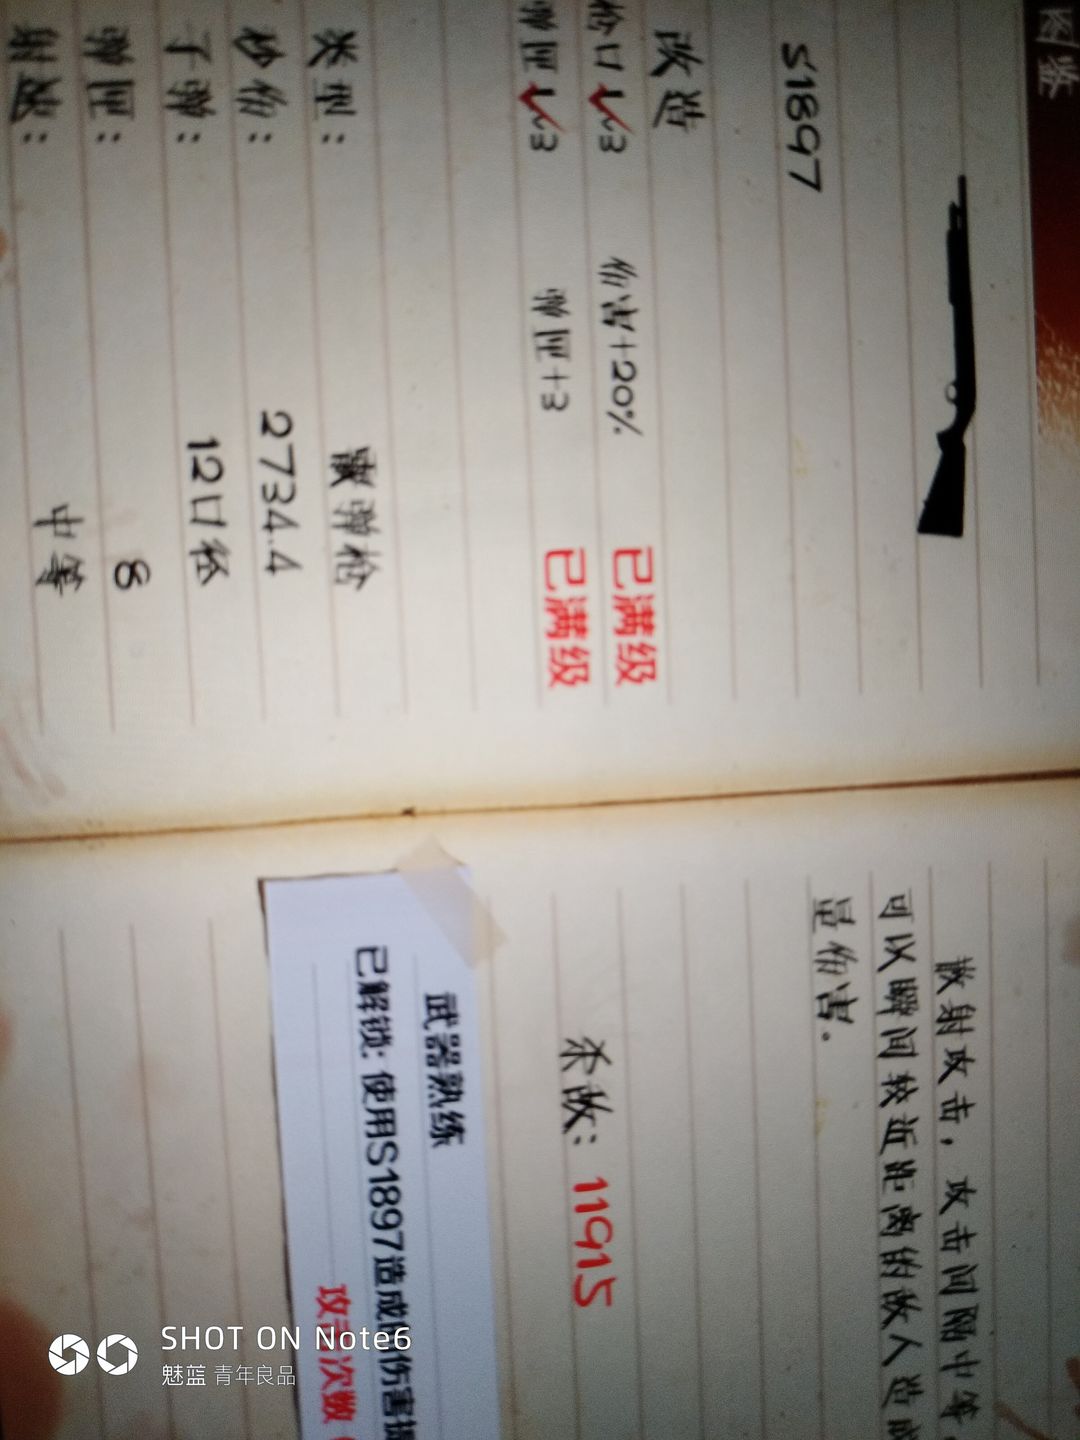 图鉴
S1897
改造
枪口 Lv3 伤害+20% 已满级
弹匣 Lv3 弹匣+3 已满级
类型： 霰弹枪
秒伤： 2734.4
子弹： 12口径
弹匣： 8
射速： 中等
散射攻击，攻击间隔中等，
可以瞬间较近距离的敌人造成
量伤害。
杀敌：11915
武器熟练
已解锁: 使用S1897造成的伤害提
攻击次数
SHOT ON Note6
魅蓝 青年良品